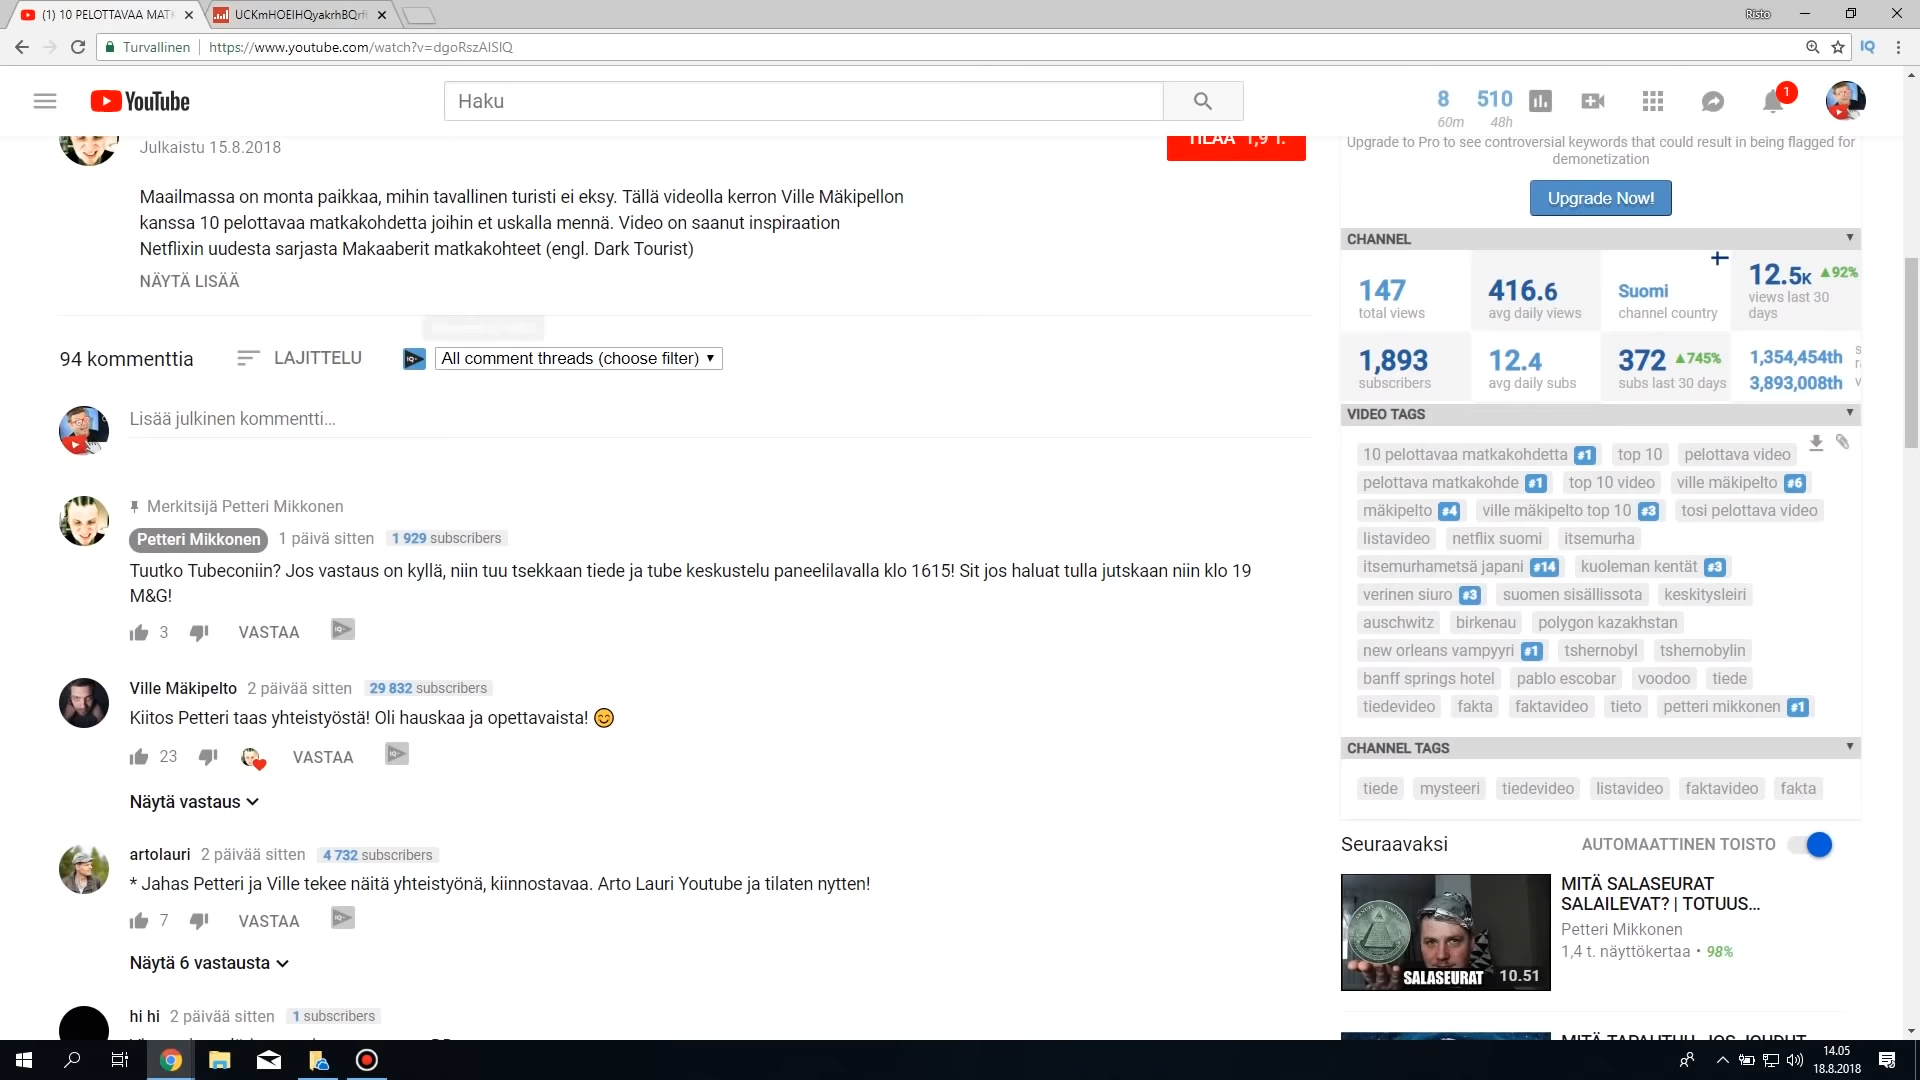 (1) 10 PELOTTAVAA MAT
UCKmHOEIHQyakrhBQrf
Risto
Turvallinen
https://www.youtube.com/watch?v=dgoRszAISIQ
IQ
YouTube
Haku
8
60m
510
48h
1
Julkaistu 15.8.2018
TILAA 1,9 t.
Maailmassa on monta paikkaa, mihin tavallinen turisti ei eksy. Tällä videolla kerron Ville Mäkipellon
kanssa 10 pelottavaa matkakohdetta joihin et uskalla mennä. Video on saanut inspiraation
Netflixin uudesta sarjasta Makaaberit matkakohteet (engl. Dark Tourist)
NÄYTÄ LISÄÄ
94 kommenttia
LAJITTELU
All comment threads (choose filter)
Lisää julkinen kommentti...
Merkitsijä Petteri Mikkonen
Petteri Mikkonen 1 päivä sitten 1 929 subscribers
Tuutko Tubeconiin? Jos vastaus on kyllä, niin tuu tsekkaan tiede ja tube keskustelu paneelilavalla klo 1615! Sit jos haluat tulla jutskaan niin klo 19
M&G!
3 VASTAA
Ville Mäkipelto 2 päivää sitten 29 832 subscribers
Kiitos Petteri taas yhteistyöstä! Oli hauskaa ja opettavaista! 😊
23 VASTAA
Näytä vastaus
artolauri 2 päivää sitten 4 732 subscribers
* Jahas Petteri ja Ville tekee näitä yhteistyönä, kiinnostavaa. Arto Lauri Youtube ja tilaten nytten!
7 VASTAA
Näytä 6 vastausta
hi hi 2 päivää sitten 1 subscribers
Upgrade to Pro to see controversial keywords that could result in being flagged for
demonetization
Upgrade Now!
CHANNEL
147
total views
416.6
avg daily views
Suomi
channel country
12.5K ▲92%
views last 30
days
1,893
subscribers
12.4
avg daily subs
372 ▲745%
subs last 30 days
1,354,454th
3,893,008th
VIDEO TAGS
10 pelottavaa matkakohdetta #1 top 10 pelottava video
pelottava matkakohde #1 top 10 video ville mäkipelto #6
mäkipelto #4 ville mäkipelto top 10 #3 tosi pelottava video
listavideo netflix suomi itsemurha
itsemurhametsä japani #14 kuoleman kentät #3
verinen siuro #3 suomen sisällissota keskitysleiri
auschwitz birkenau polygon kazakhstan
new orleans vampyyri #1 tshernobyl tshernobylin
banff springs hotel pablo escobar voodoo tiede
tiedevideo fakta faktavideo tieto petteri mikkonen #1
CHANNEL TAGS
tiede mysteeri tiedevideo listavideo faktavideo fakta
Seuraavaksi
AUTOMAATTINEN TOISTO
SALASEURAT
10.51
MITÄ SALASEURAT
SALAILEVAT? | TOTUUS...
Petteri Mikkonen
1,4 t. näyttökertaa • 98%
14.05
18.8.2018